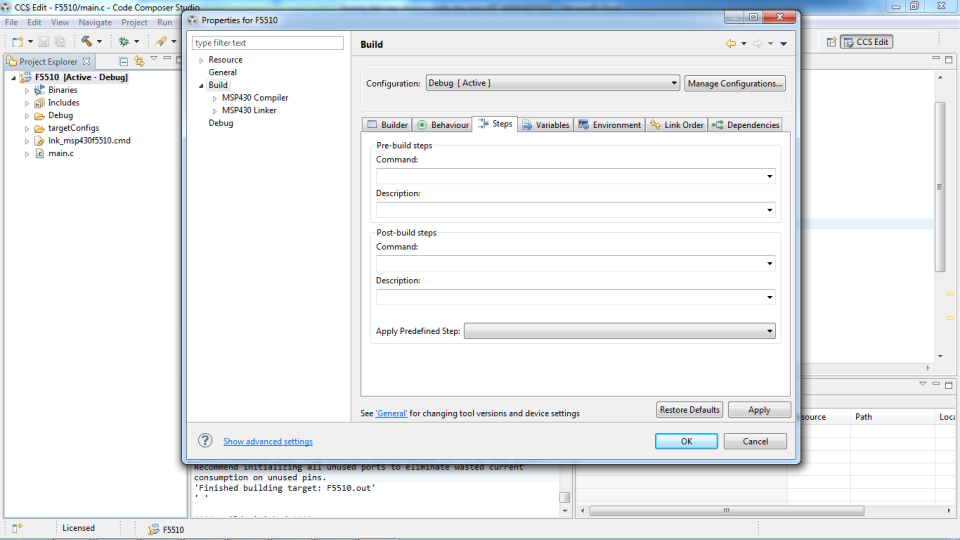 CCS Edit - F5510/main.c - Code Composer Studio
File Edit View Navigate Project Run
CCS Edit
Project Explorer
F5510 [Active - Debug]
Binaries
Includes
Debug
targetConfigs
lnk_msp430f5510.cmd
main.c
Properties for F5510
type filter text
Resource
General
Build
MSP430 Compiler
MSP430 Linker
Debug
Build
Configuration: Debug [ Active ] Manage Configurations...
Builder Behaviour Steps Variables Environment Link Order Dependencies
Pre-build steps
Command:
Description:
Post-build steps
Command:
Description:
Apply Predefined Step:
See 'General' for changing tool versions and device settings
Restore Defaults Apply
Show advanced settings
OK Cancel
source Path Loca
Recommend initializing all unused ports to eliminate wasted current
consumption on unused pins.
'Finished building target: F5510.out'
' '
Licensed F5510